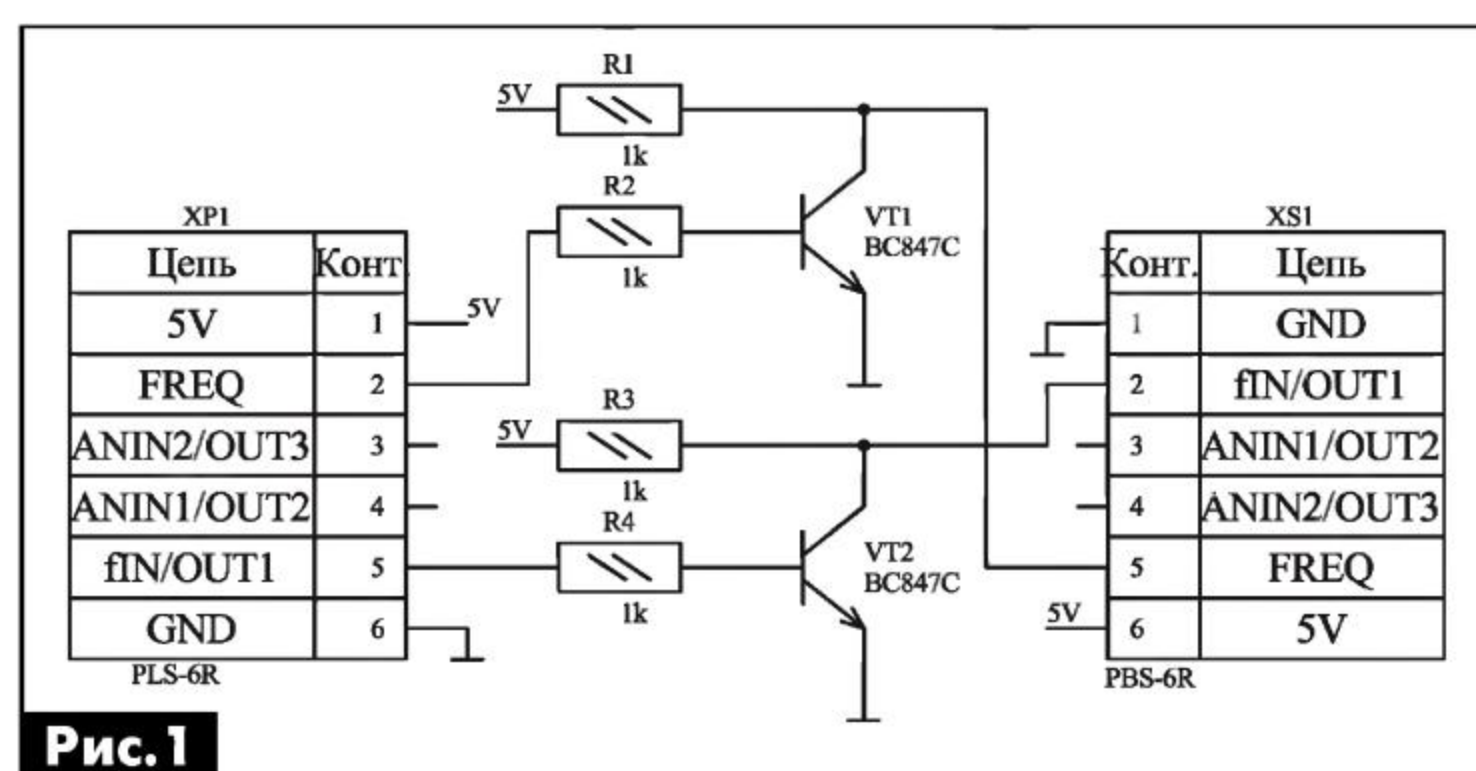 R1
5V
1k
R2
1k
VT1
BC847C
XP1
Цепь Конт.
5V 1 5V
FREQ 2
ANIN2/OUT3 3
ANIN1/OUT2 4
fIN/OUT1 5
GND 6
PLS-6R
R3
5V
1k
R4
1k
VT2
BC847C
XS1
Конт. Цепь
1 GND
2 fIN/OUT1
3 ANIN1/OUT2
4 ANIN2/OUT3
5 FREQ
5V 6 5V
PBS-6R
Рис.1